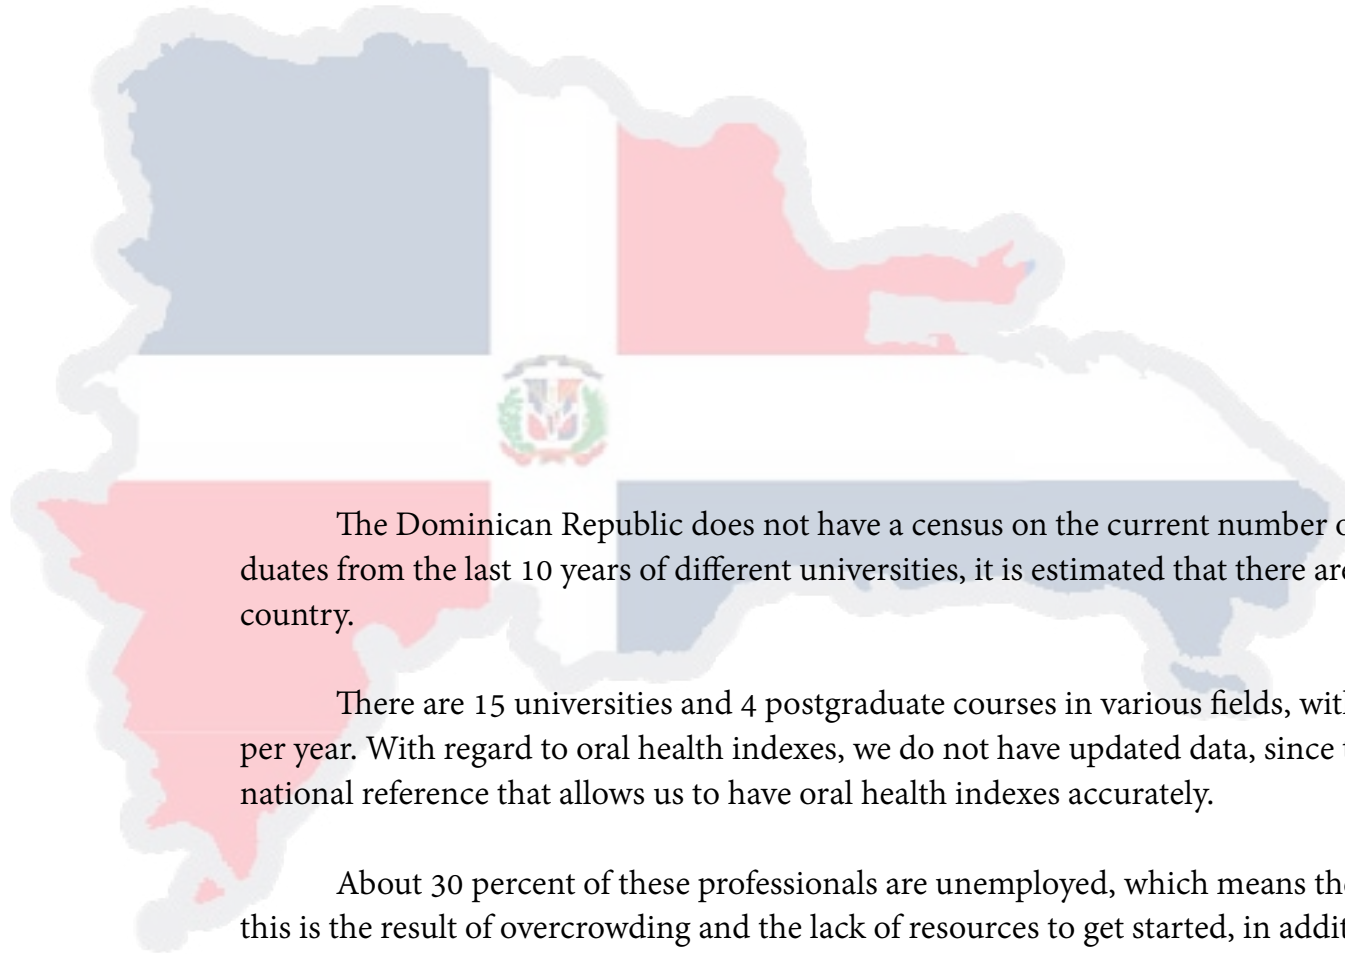 The Dominican Republic does not have a census on the current number
duates from the last 10 years of different universities, it is estimated that there are
country.
There are 15 universities and 4 postgraduate courses in various fields, with
per year. With regard to oral health indexes, we do not have updated data, since
national reference that allows us to have oral health indexes accurately.
About 30 percent of these professionals are unemployed, which means
this is the result of overcrowding and the lack of resources to get started, in